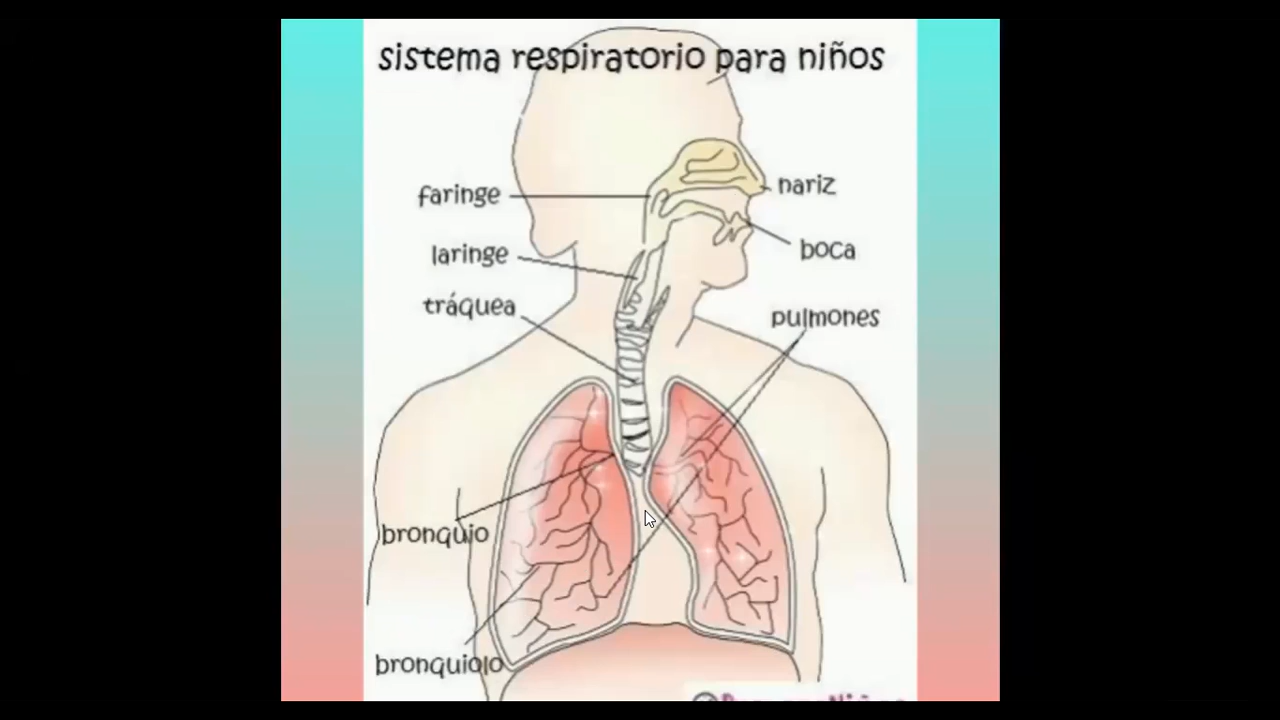 sistema respiratorio para niños
faringe
nariz
laringe
boca
tráquea
pulmones
bronquio
bronquiolo